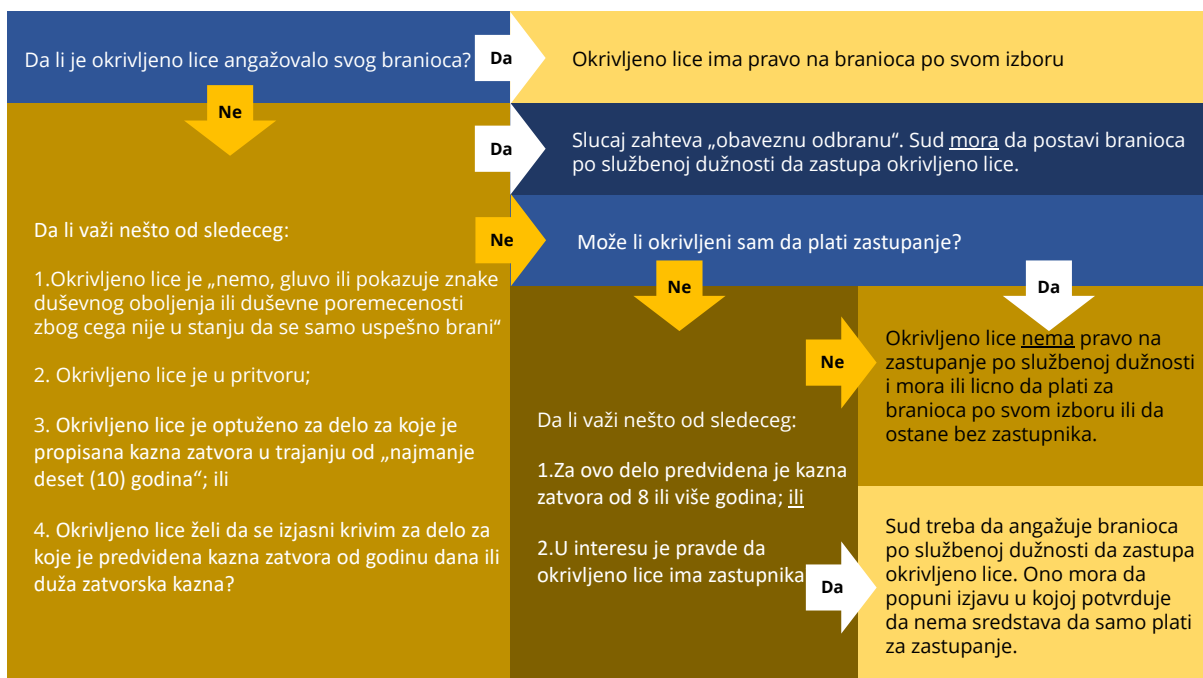 Da li je okrivljeno lice angažovalo svog branioca?
Da
Okrivljeno lice ima pravo na branioca po svom izboru
Ne
Da
Slucaj zahteva „obaveznu odbranu“. Sud mora da postavi branioca
po službenoj dužnosti da zastupa okrivljeno lice.
Da li važi nešto od sledeceg:
1.Okrivljeno lice je „nemo, gluvo ili pokazuje znake
duševnog oboljenja ili duševne poremecenosti
zbog cega nije u stanju da se samo uspešno brani“
2. Okrivljeno lice je u pritvoru;
3. Okrivljeno lice je optuženo za delo za koje je
propisana kazna zatvora u trajanju od „najmanje
deset (10) godina“; ili
4. Okrivljeno lice želi da se izjasni krivim za delo za
koje je predviđena kazna zatvora od godinu dana ili
duža zatvorska kazna?
Ne
Može li okrivljeni sam da plati zastupanje?
Ne
Da
Da li važi nešto od sledeceg:
1.Za ovo delo predvidena je kazna
zatvora od 8 ili više godina; ili
2.U interesu je pravde da
okrivljeno lice ima zastupnika
Ne
Okrivljeno lice nema pravo na
zastupanje po službenoj dužnosti
i mora ili licno da plati za
branioca po svom izboru ili da
ostane bez zastupnika.
Da
Sud treba da angažuje branioca
po službenoj dužnosti da zastupa
okrivljeno lice. Ono mora da
popuni izjavu u kojoj potvrduje
da nema sredstava da samo plati
za zastupanje.